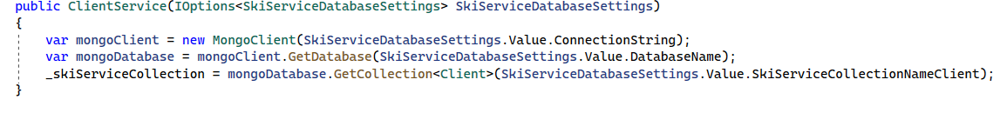 public ClientService(IOptions<SkiServiceDatabaseSettings> SkiServiceDatabaseSettings)
{
    var mongoClient = new MongoClient(SkiServiceDatabaseSettings.Value.ConnectionString);
    var mongoDatabase = mongoClient.GetDatabase(SkiServiceDatabaseSettings.Value.DatabaseName);
    _skiServiceCollection = mongoDatabase.GetCollection<Client>(SkiServiceDatabaseSettings.Value.SkiServiceCollectionNameClient);
}